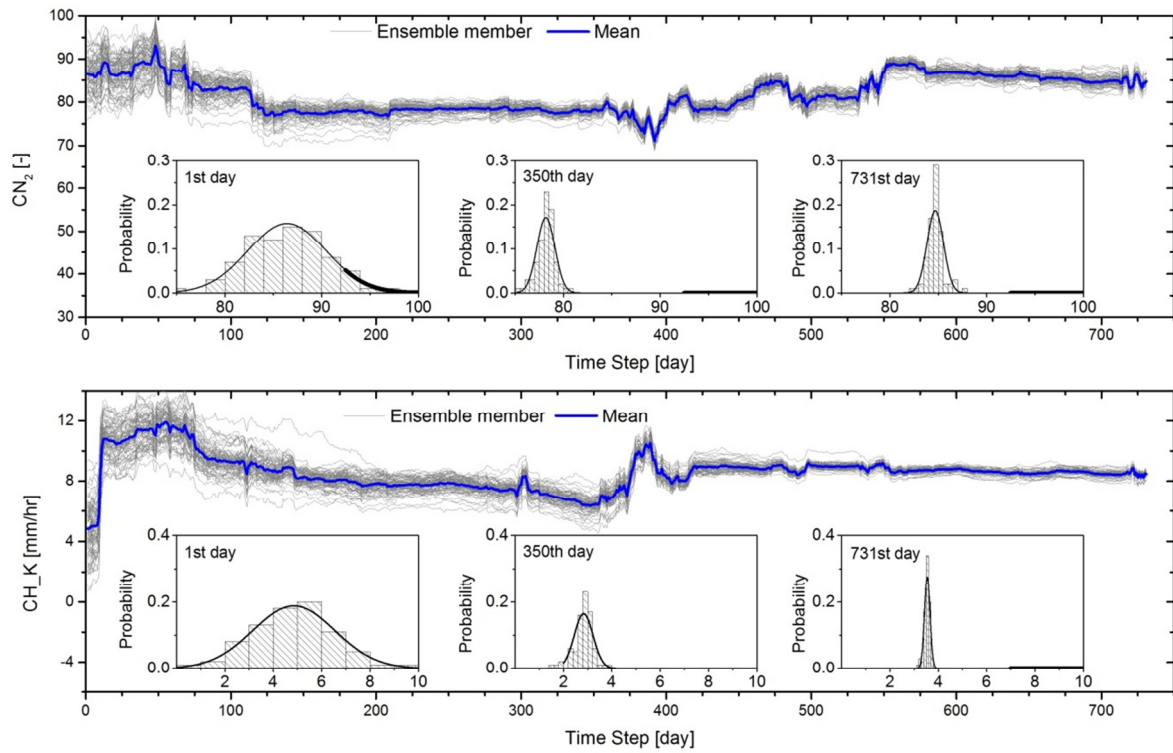 Ensemble member Mean
CN2 [-]
100
90
80
70
60
50
40
30
1st day
Probability
0.3
0.2
0.1
0.0
80 90 100
350th day
Probability
0.3
0.2
0.1
0.0
80 90 100
731st day
Probability
0.3
0.2
0.1
0.0
80 90 100
0 100 200 300 400 500 600 700
Time Step [day]
Ensemble member Mean
CH_K [mm/hr]
12
8
4
0
-4
1st day
Probability
0.4
0.2
0.0
2 4 6 8 10
350th day
Probability
0.4
0.2
0.0
2 4 6 8 10
731st day
Probability
0.4
0.2
0.0
2 4 6 8 10
0 100 200 300 400 500 600 700
Time Step [day]